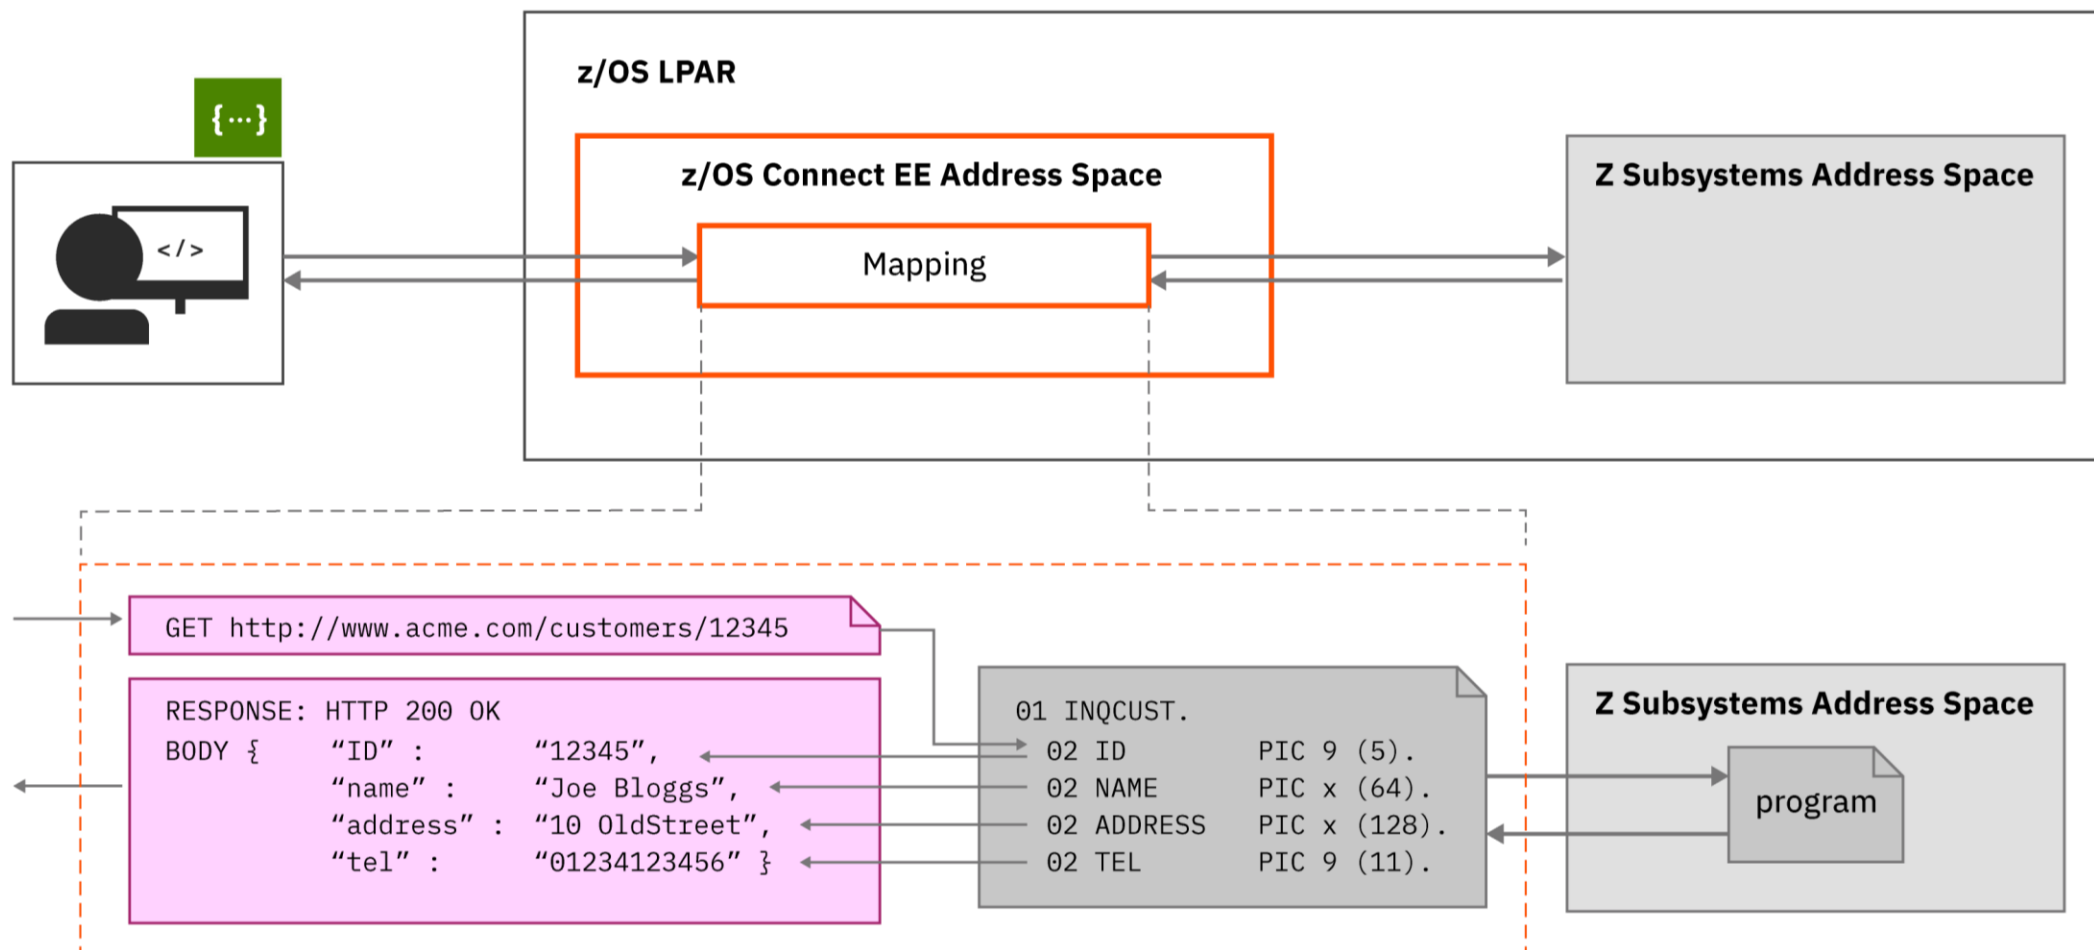 z/OS LPAR
{···}
z/OS Connect EE Address Space
Z Subsystems Address Space
</>
Mapping
GET http://www.acme.com/customers/12345
RESPONSE: HTTP 200 OK
BODY { “ID” : “12345”,
“name” : “Joe Bloggs”,
“address” : “10 OldStreet”,
“tel” : “01234123456” }
01 INQCUST.
02 ID PIC 9 (5).
02 NAME PIC x (64).
02 ADDRESS PIC x (128).
02 TEL PIC 9 (11).
Z Subsystems Address Space
program